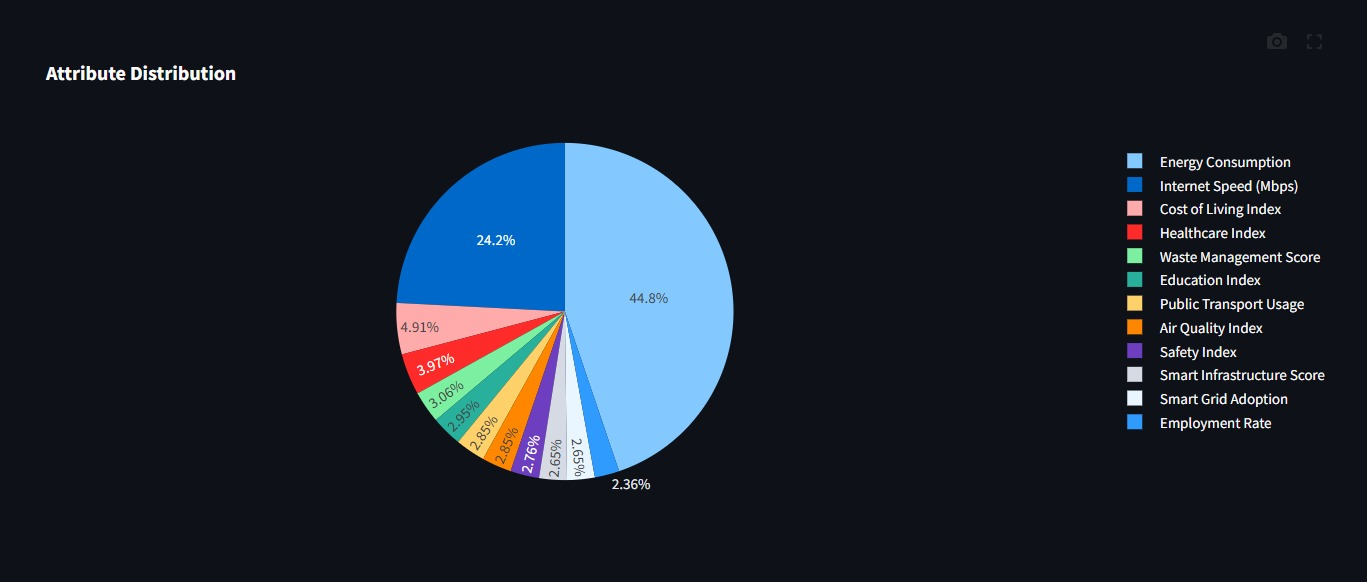 Attribute Distribution
24.2%
44.8%
4.91%
3.97%
3.06%
2.95%
2.85%
2.85%
2.76%
2.65%
2.65%
2.36%
Energy Consumption
Internet Speed (Mbps)
Cost of Living Index
Healthcare Index
Waste Management Score
Education Index
Public Transport Usage
Air Quality Index
Safety Index
Smart Infrastructure Score
Smart Grid Adoption
Employment Rate